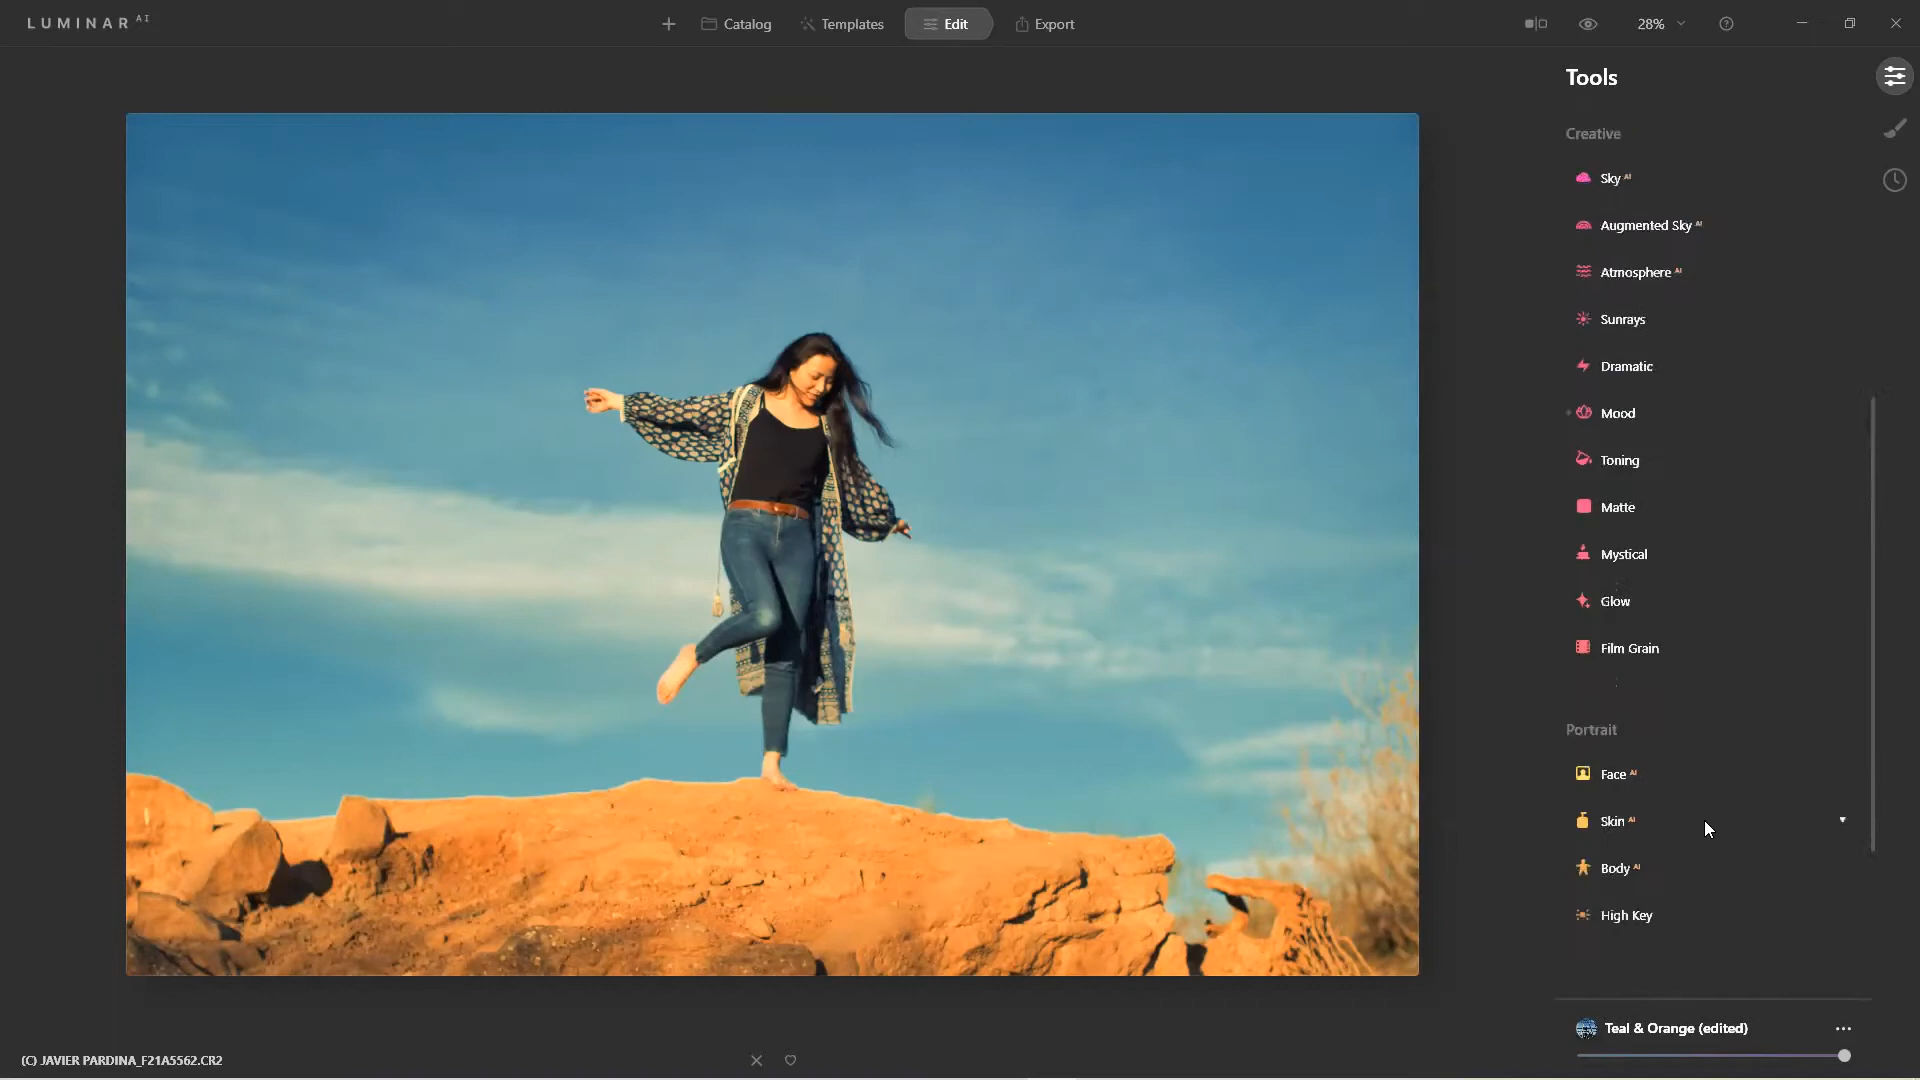 LUMINAR AI
Catalog
Templates
Edit
Export
28%
Tools
Creative
Sky AI
Augmented Sky AI
Atmosphere AI
Sunrays
Dramatic
Mood
Toning
Matte
Mystical
Glow
Film Grain
Portrait
Face AI
Skin AI
Body AI
High Key
Teal & Orange (edited)
(C) JAVIER PARDINA_F21A5562.CR2